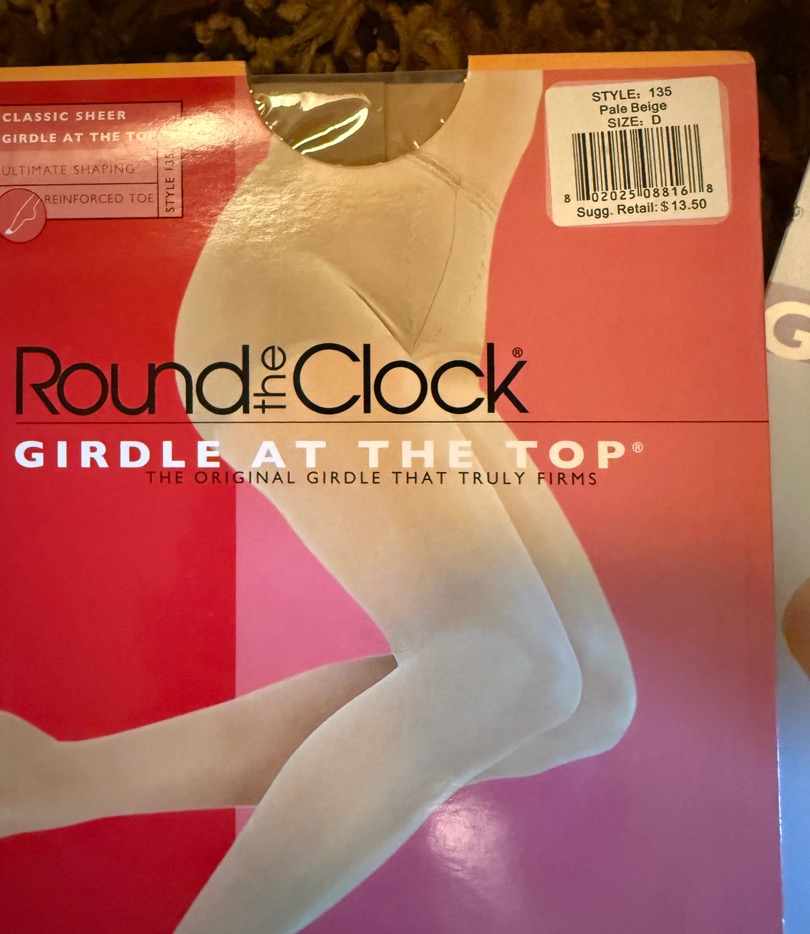 CLASSIC SHEER
GIRDLE AT THE TOP
ULTIMATE SHAPING
REINFORCED TOE
STYLE 135
STYLE: 135
Pale Beige
SIZE: D
8 02025 08816 8
Sugg. Retail: $13.50
Round the Clock®
GIRDLE AT THE TOP®
THE ORIGINAL GIRDLE THAT TRULY FIRMS
G